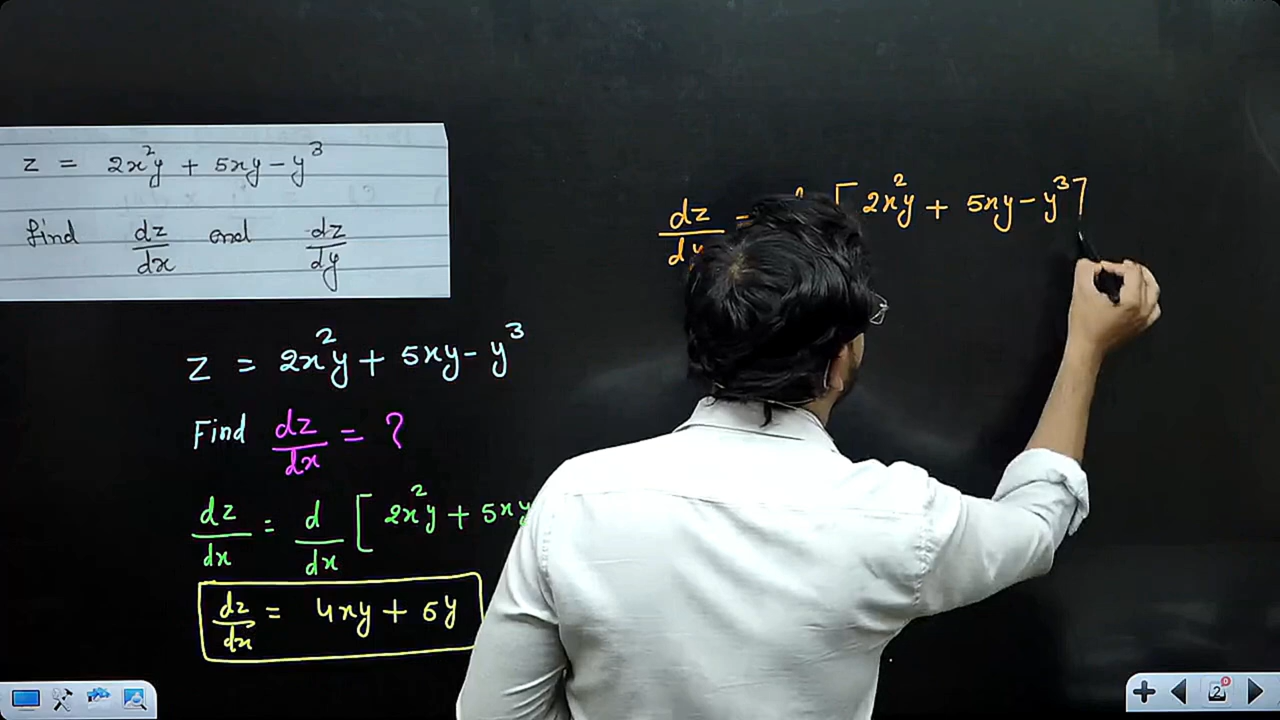 z = 2x²y + 5xy - y³
find dz/dx and dz/dy
z = 2x²y + 5xy - y³
Find dz/dx = ?
dz/dx = d/dx [ 2x²y + 5xy
dz/dx = 4xy + 5y
dz/dy = [ 2x²y + 5xy - y³ ]
2